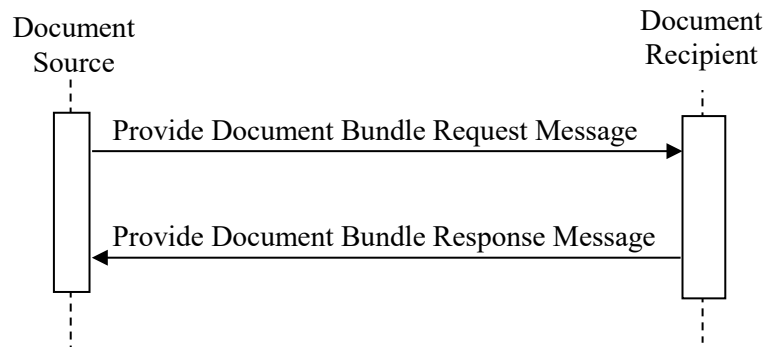 Document
Source
Document
Recipient
Provide Document Bundle Request Message
Provide Document Bundle Response Message